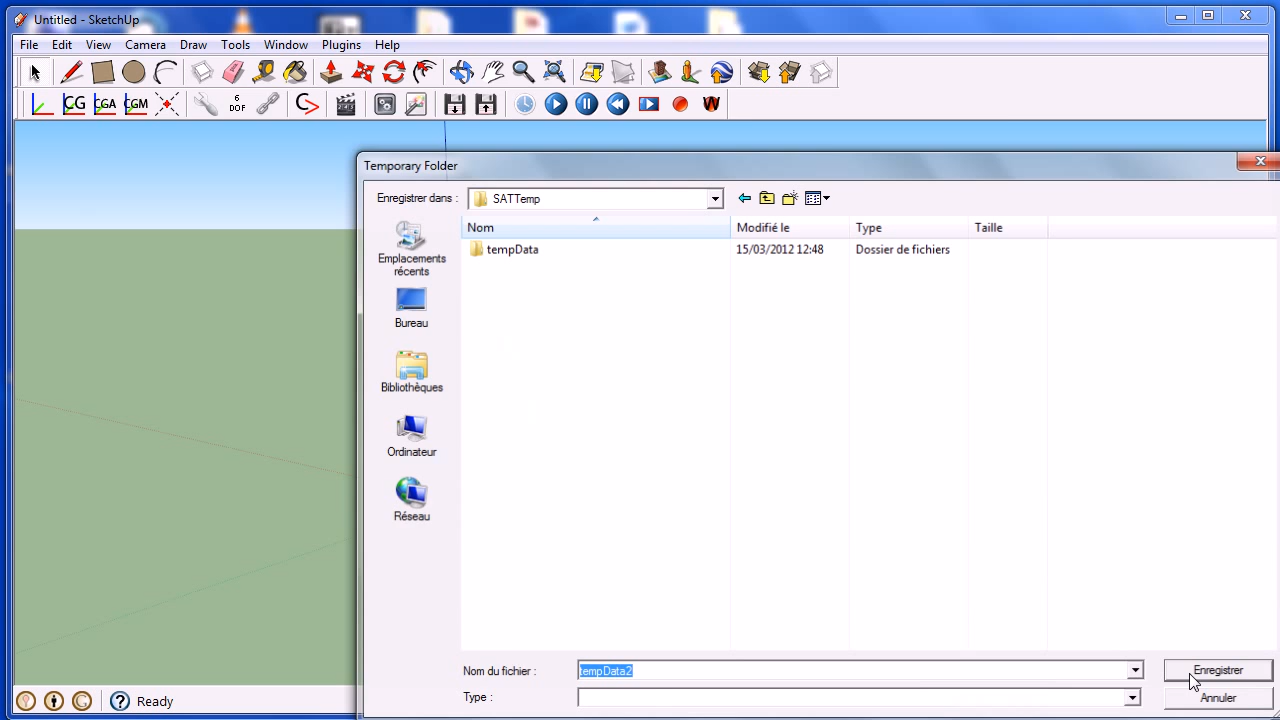 Untitled - SketchUp
File Edit View Camera Draw Tools Window Plugins Help
CG CGA CGM 6 DOF
Temporary Folder
Enregistrer dans : SATTemp
Nom Modifié le Type Taille
tempData 15/03/2012 12:48 Dossier de fichiers
Emplacements
récents
Bureau
Bibliothèques
Ordinateur
Réseau
Nom du fichier : tempData2 Enregistrer
Type : Annuler
Ready